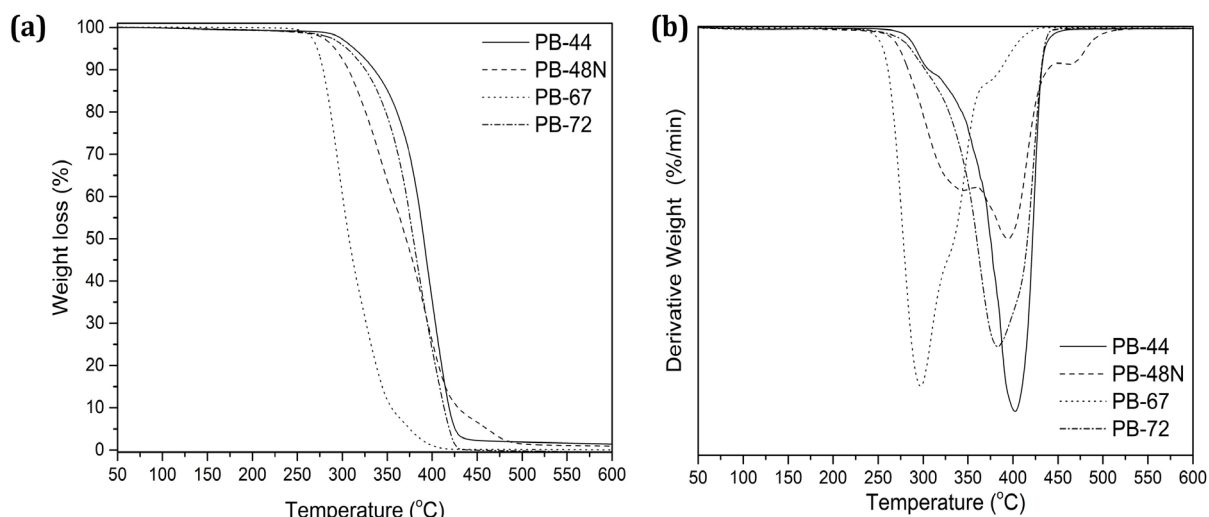 (a)
Weight loss (%)
100
90
80
70
60
50
40
30
20
10
0
PB-44
PB-48N
PB-67
PB-72
50 100 150 200 250 300 350 400 450 500 550 600
Temperature (°C)
(b)
Derivative Weight (%/min)
PB-44
PB-48N
PB-67
PB-72
50 100 150 200 250 300 350 400 450 500 550 600
Temperature (°C)